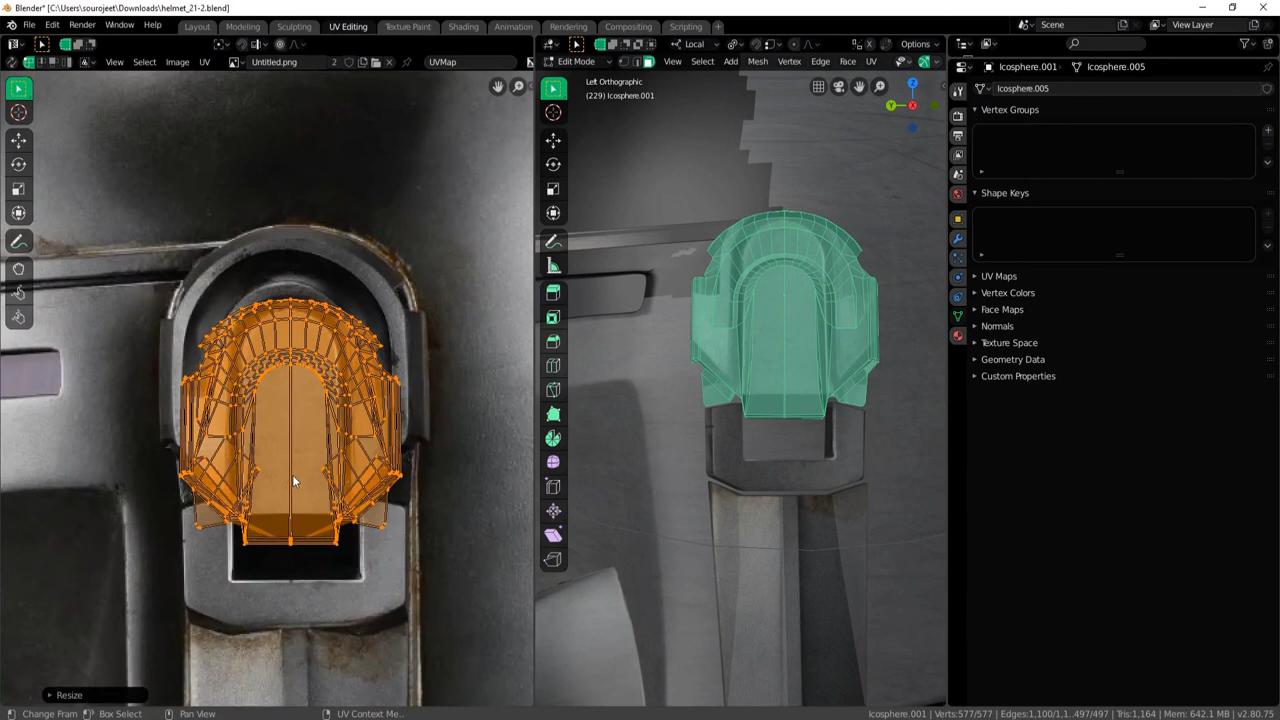 Blender* [C:\Users\sourojeet\Downloads\helmet_21-2.blend]
File Edit Render Window Help Layout Modeling Sculpting UV Editing Texture Paint Shading Animation Rendering Compositing Scripting + Scene View Layer
Local Options
View Select Image UV Untitled.png 2 UVMap Edit Mode View Select Add Mesh Vertex Edge Face UV
Icosphere.001 Icosphere.005
Left Orthographic
(229) Icosphere.001
Z
Y
X
Icosphere.005
Vertex Groups
Shape Keys
UV Maps
Vertex Colors
Face Maps
Normals
Texture Space
Geometry Data
Custom Properties
Resize
Change Fram Box Select Pan View UV Context Me.. Icosphere.001 | Verts:577/577 | Edges:1,100/1,1..497/497 | Tris:1,164 | Mem: 642.1 MB | v2.80.75